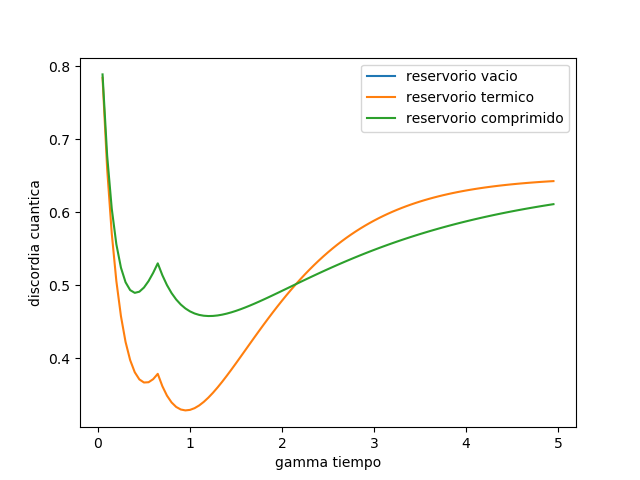 0.8
0.7
0.6
0.5
0.4
discordia cuantica
reservorio vacio
reservorio termico
reservorio comprimido
0 1 2 3 4 5
gamma tiempo